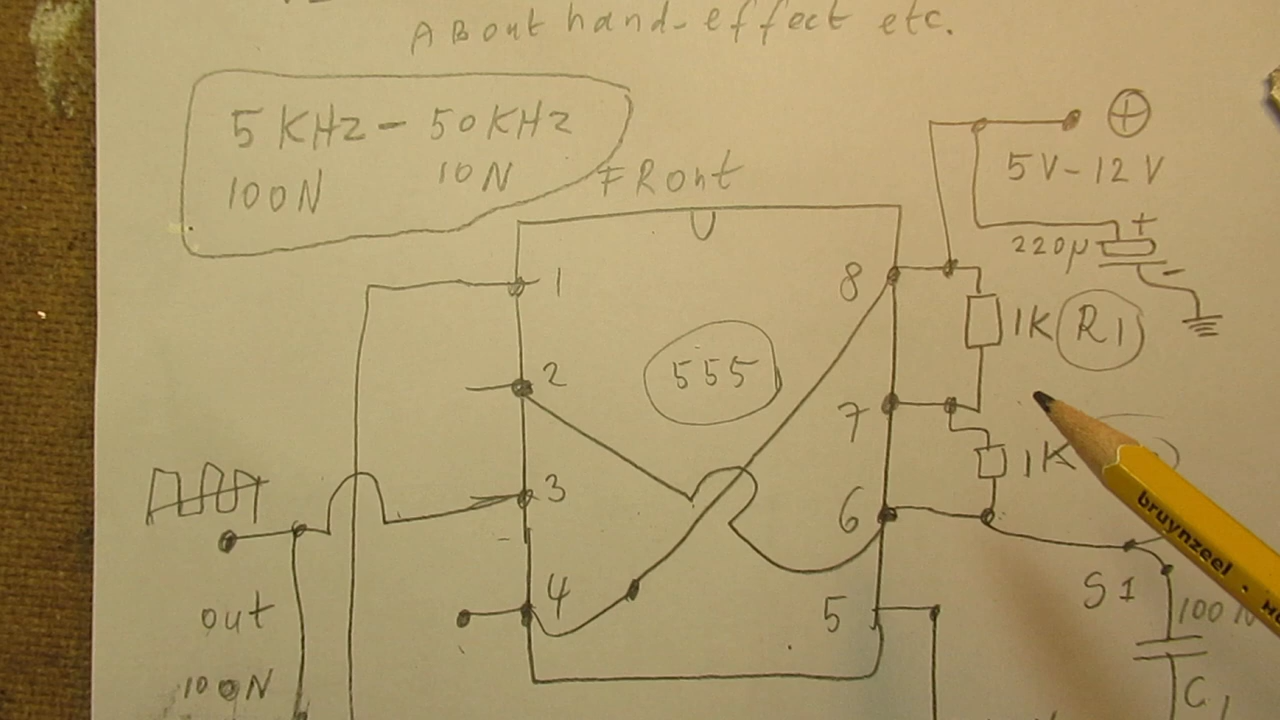 ABout hand-effect etc.
5 KHz - 50 KHz
100N 10N
FRont
+
5V-12V
220µ
+
-
1
8
1K R1
555
2
7
1K
3
6
4
5
out
100N
S1
100N
C1
bruynzeel